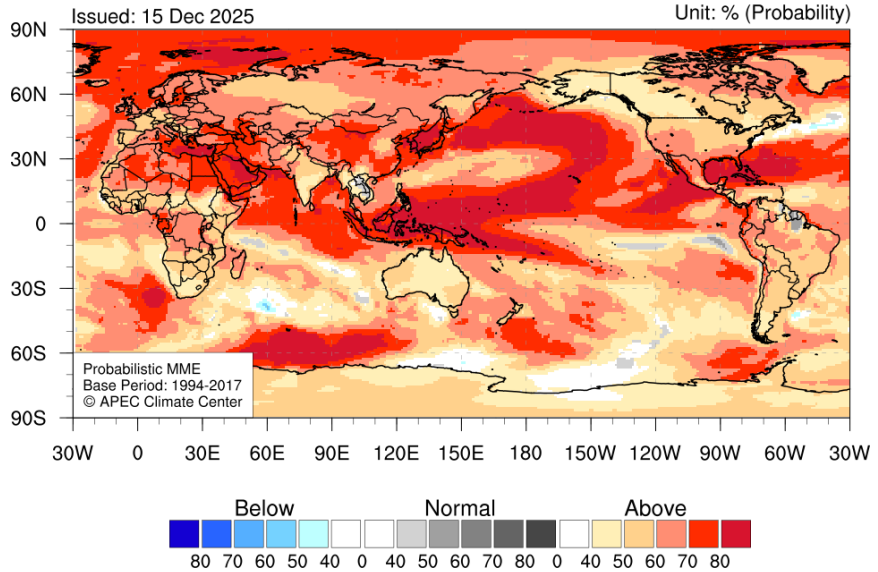 Issued: 15 Dec 2025
Unit: % (Probability)
90N
60N
30N
0
30S
60S
90S
Probabilistic MME
Base Period: 1994-2017
© APEC Climate Center
30W 0 30E 60E 90E 120E 150E 180 150W 120W 90W 60W 30W
Below Normal Above
80 70 60 50 40 0 40 50 60 70 80 0 40 50 60 70 80